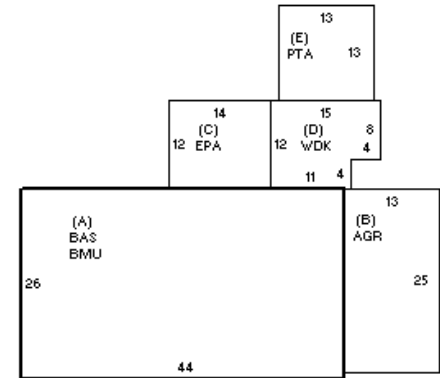 13
(E)
PTA 13
14
(C)
12 EPA
15
(D) 8
12 WDK 4
11 4
(A)
BAS
BMU
26
44
13
(B)
AGR
25